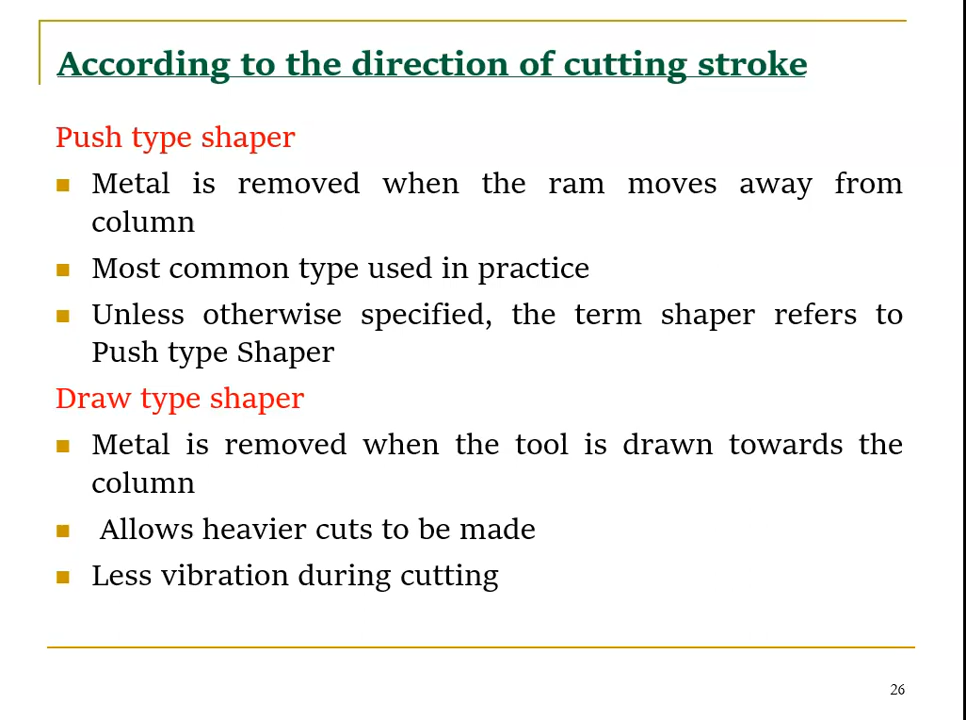 According to the direction of cutting stroke
Push type shaper
Metal is removed when the ram moves away from
column
Most common type used in practice
Unless otherwise specified, the term shaper refers to
Push type Shaper
Draw type shaper
Metal is removed when the tool is drawn towards the
column
Allows heavier cuts to be made
Less vibration during cutting
26